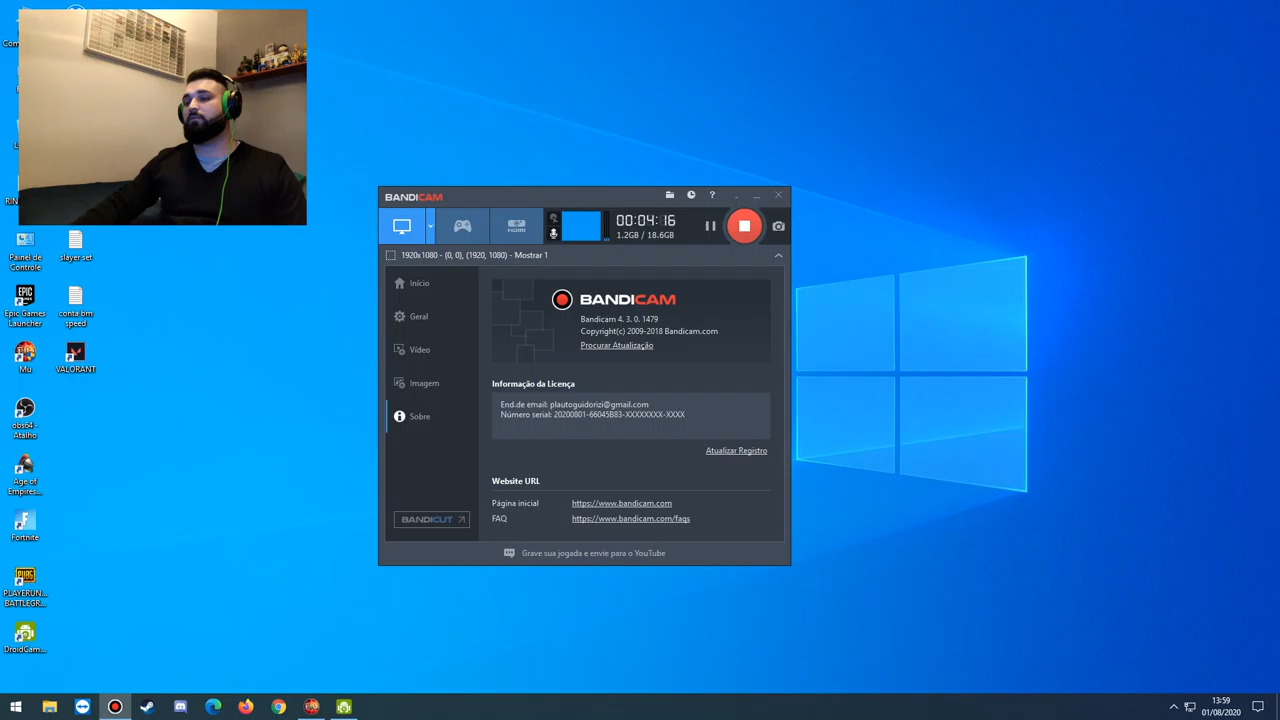 BANDICAM
?
00:04:16
HDMI
1.2GB / 18.6GB
1920x1080 - (0, 0), (1920, 1080) - Mostrar 1
Início
Geral
Vídeo
Imagem
Sobre
BANDICUT
BANDICAM
Bandicam 4. 3. 0. 1479
Copyright(c) 2009-2018 Bandicam.com
Procurar Atualização
Informação da Licença
End.de email: plautoguidorizi@gmail.com
Número serial: 20200801-66045B83-XXXXXXXX-XXXX
Atualizar Registro
Website URL
Página inicial https://www.bandicam.com
FAQ https://www.bandicam.com/faqs
Grave sua jogada e envie para o YouTube
Painel de
Controle
slayer set
EPIC
GAMES
Epic Games
Launcher
conta bm
speed
Mu
VALORANT
obs64 -
Atalho
Age of
Empires...
Fortnite
PUBG
PLAYERUN...
BATTLEGR...
DroidCam...
13:59
01/08/2020